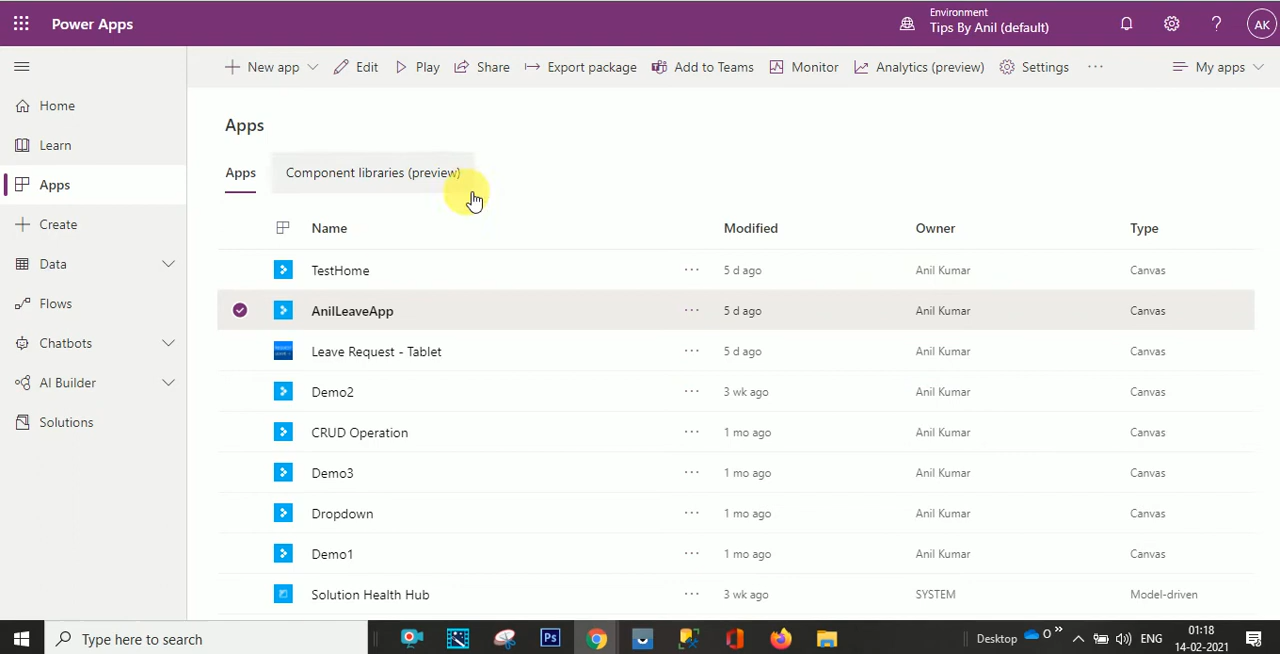 Power Apps
Environment
Tips By Anil (default)
?
AK
New app
Edit
Play
Share
Export package
Add to Teams
Monitor
Analytics (preview)
Settings
...
My apps
Home
Learn
Apps
Create
Data
Flows
Chatbots
AI Builder
Solutions
Apps
Apps
Component libraries (preview)
Name Modified Owner Type
TestHome ... 5 d ago Anil Kumar Canvas
AnilLeaveApp ... 5 d ago Anil Kumar Canvas
Leave Request - Tablet ... 5 d ago Anil Kumar Canvas
Demo2 ... 3 wk ago Anil Kumar Canvas
CRUD Operation ... 1 mo ago Anil Kumar Canvas
Demo3 ... 1 mo ago Anil Kumar Canvas
Dropdown ... 1 mo ago Anil Kumar Canvas
Demo1 ... 1 mo ago Anil Kumar Canvas
Solution Health Hub ... 3 wk ago SYSTEM Model-driven
Type here to search
Ps
Desktop
0°
»
ENG
01:18
14-02-2021